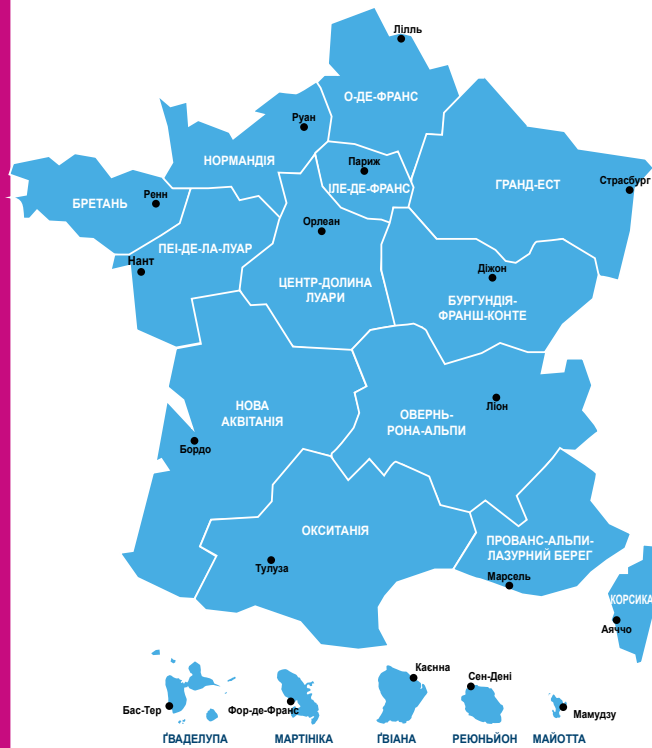 Лілль
О-ДЕ-ФРАНС
Руан
НОРМАНДІЯ
Париж
ІЛЕ-ДЕ-ФРАНС
ГРАНД-ЕСТ
Страсбург
БРЕТАНЬ
Ренн
Орлеан
ПЕІ-ДЕ-ЛА-ЛУАР
Нант
ЦЕНТР-ДОЛИНА
ЛУАРИ
Діжон
БУРГУНДІЯ-
ФРАНШ-КОНТЕ
НОВА
АКВІТАНІЯ
Бордо
ОВЕРНЬ-
РОНА-АЛЬПИ
Ліон
ОКСИТАНІЯ
Тулуза
ПРОВАНС-АЛЬПИ-
ЛАЗУРНИЙ БЕРЕГ
Марсель
КОРСИКА
Аяччо
Бас-Тер
ҐВАДЕЛУПА
Фор-де-Франс
МАРТІНІКА
Каєнна
ҐВІАНА
Сен-Дені
РЕЮНЬЙОН
Мамудзу
МАЙОТТА